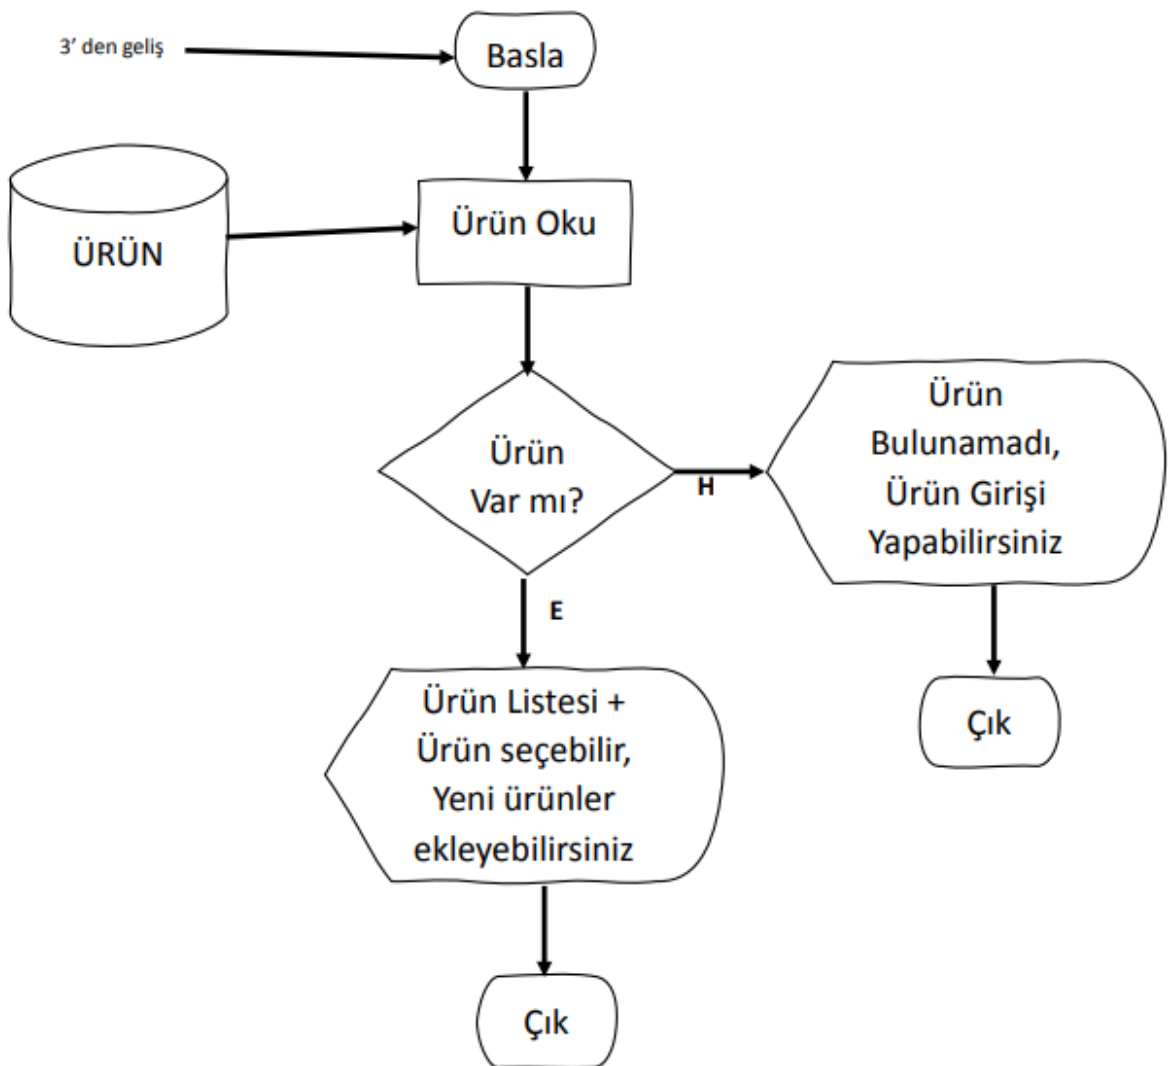 3' den geliş
Basla
Ürün Oku
ÜRÜN
Ürün
Var mı?
H
Ürün
Bulunamadı,
Ürün Girişi
Yapabilirsiniz
E
Ürün Listesi +
Ürün seçebilir,
Yeni ürünler
ekleyebilirsiniz
Çık
Çık